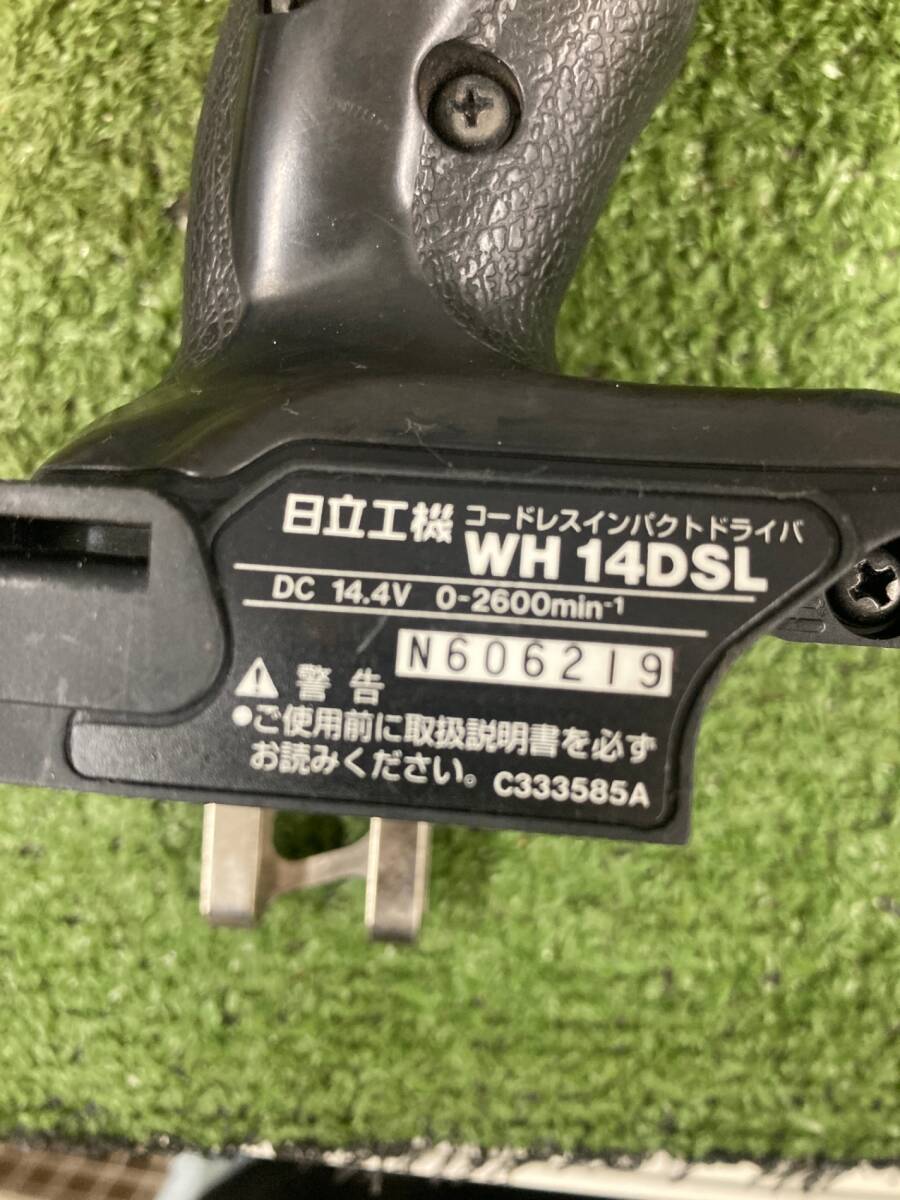 日立工機 コードレスインパクトドライバ
WH 14DSL
DC 14.4V 0-2600min⁻¹
N606219
⚠ 警告
●ご使用前に取扱説明書を必ず
お読みください。 C333585A